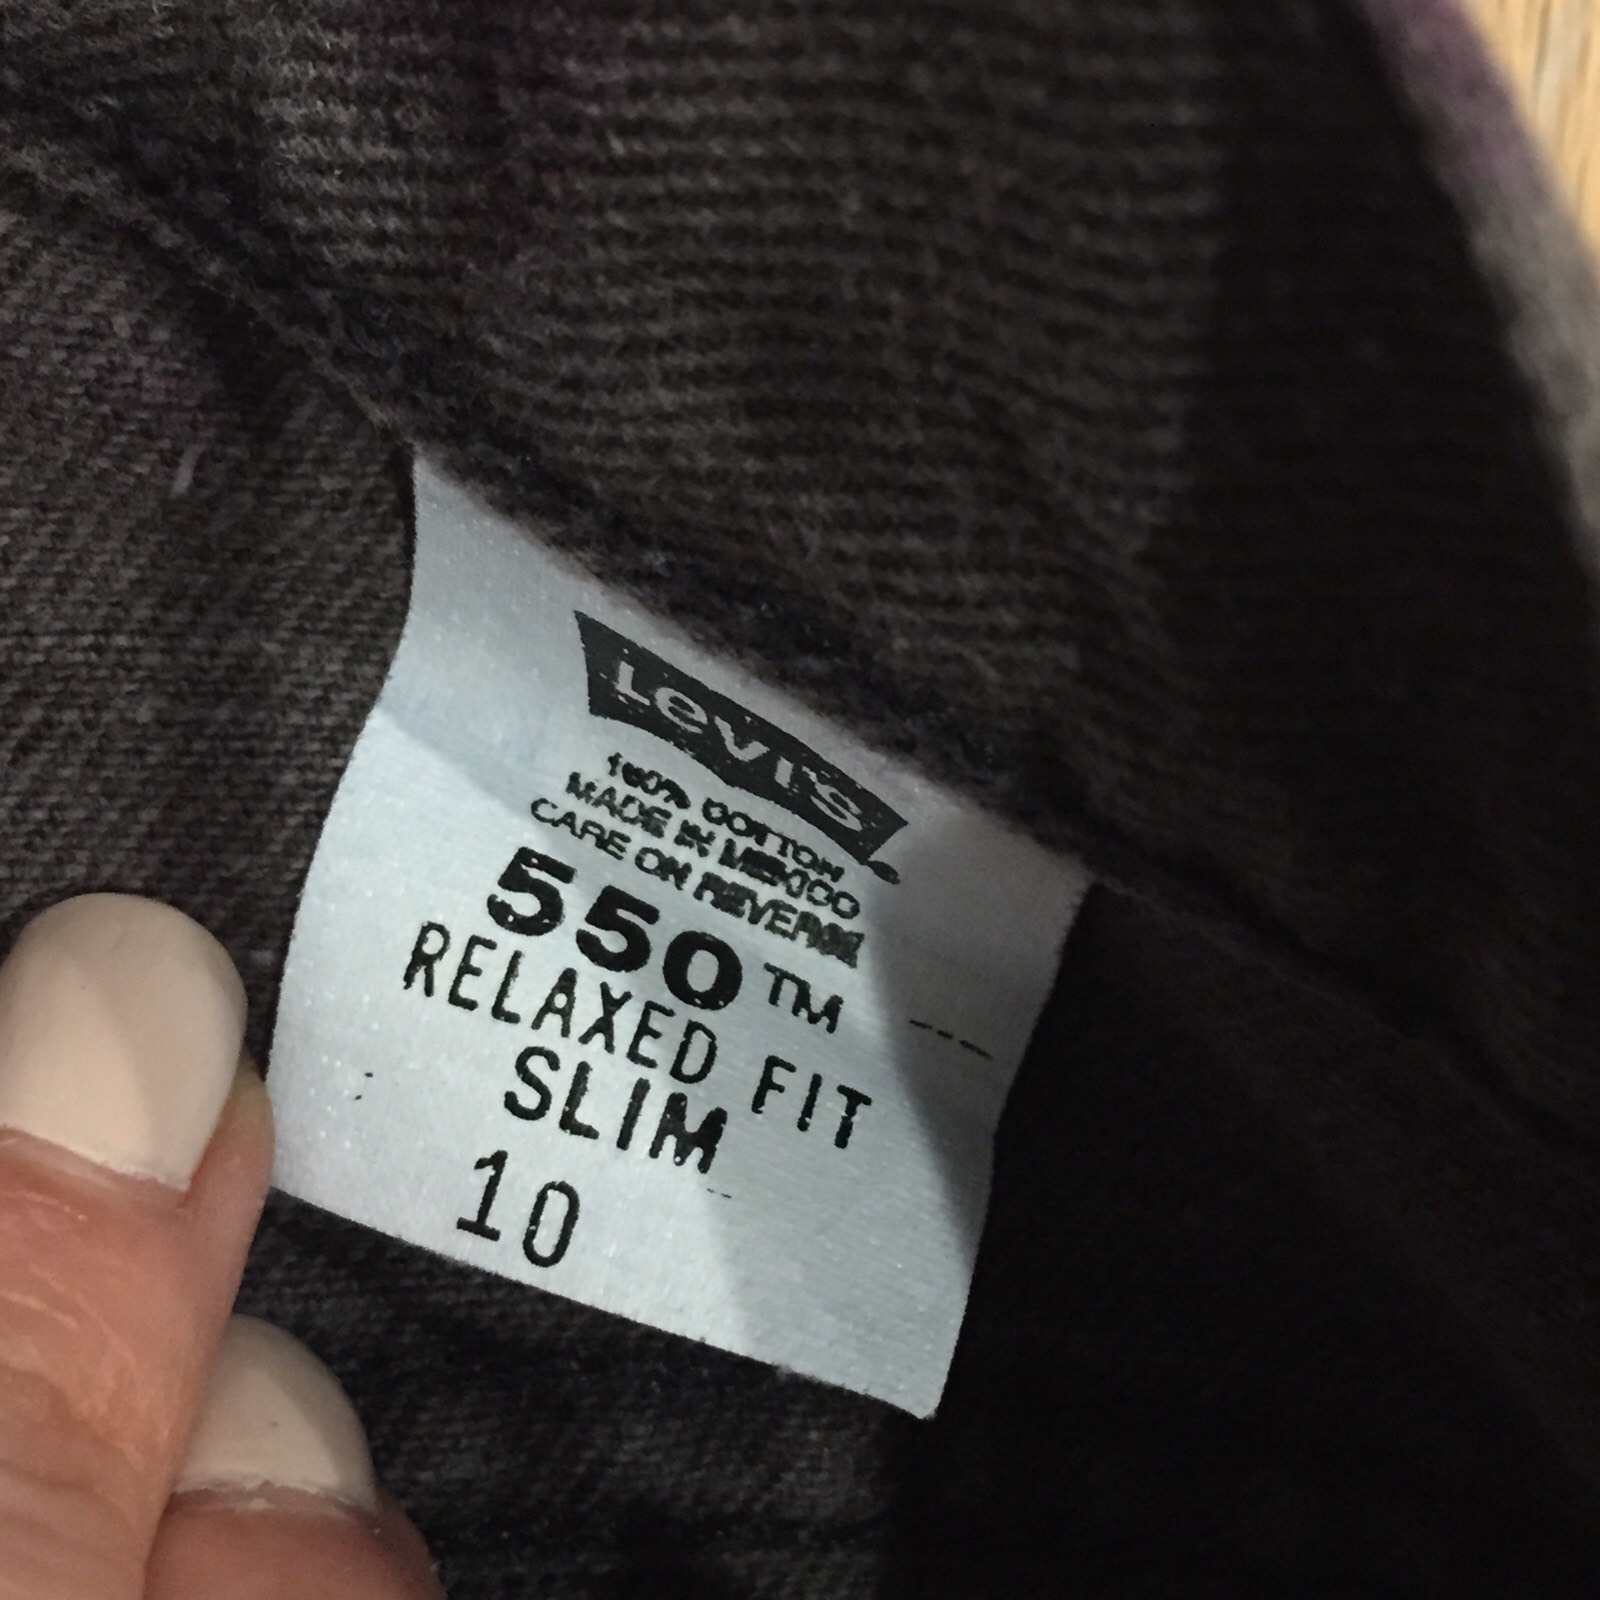 Levi's
100% COTTON
MADE IN MEXICO
CARE ON REVERSE
550™
RELAXED FIT
SLIM
10